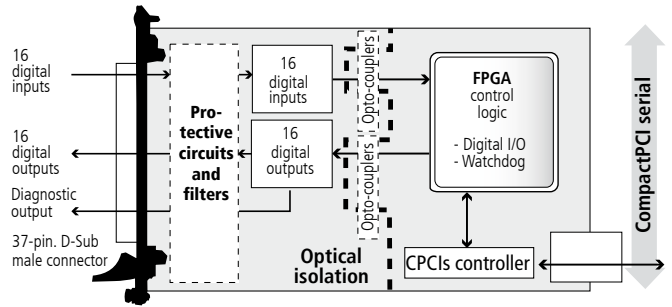 16
digital
inputs
16
digital
outputs
Diagnostic
output
37-pin. D-Sub
male connector
Pro-
tective
circuits
and
filters
16
digital
inputs
16
digital
outputs
Opto-couplers
Opto-couplers
Optical
isolation
FPGA
control
logic
- Digital I/O
- Watchdog
CPCIs controller
CompactPCI serial